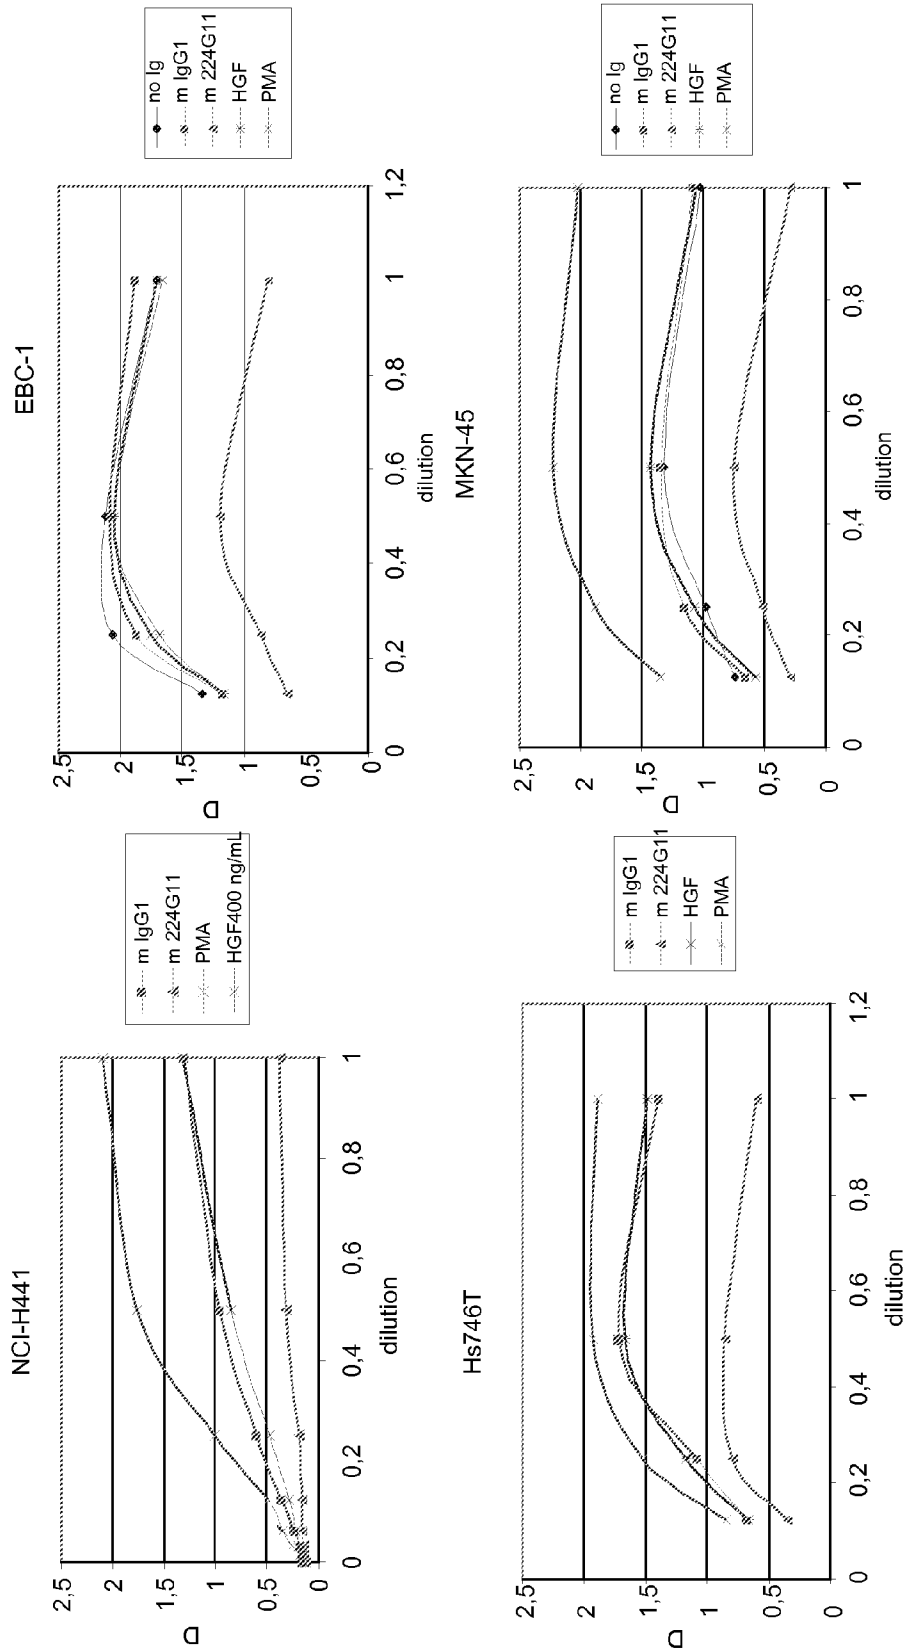 NCI-H441
2,5
2
1,5
1
0,5
0
D
0
0,2
0,4
0,6
0,8
1
dilution
m IgG1
m 224G11
PMA
HGF400 ng/mL
EBC-1
2,5
2
1,5
1
0,5
0
D
0
0,2
0,4
0,6
0,8
1
1,2
dilution
no Ig
m IgG1
m 224G11
HGF
PMA
Hs746T
2,5
2
1,5
1
0,5
0
D
0
0,2
0,4
0,6
0,8
1
1,2
dilution
m IgG1
m 224G11
HGF
PMA
MKN-45
2,5
2
1,5
1
0,5
0
D
0
0,2
0,4
0,6
0,8
1
dilution
no Ig
m IgG1
m 224G11
HGF
PMA